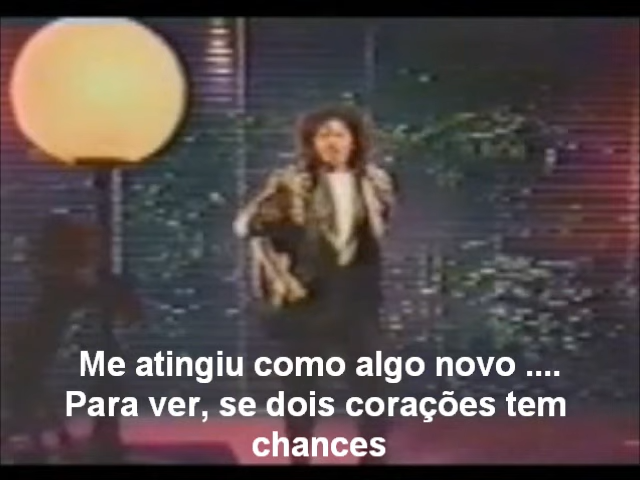 Me atingiu como algo novo ....
Para ver, se dois corações tem
chances